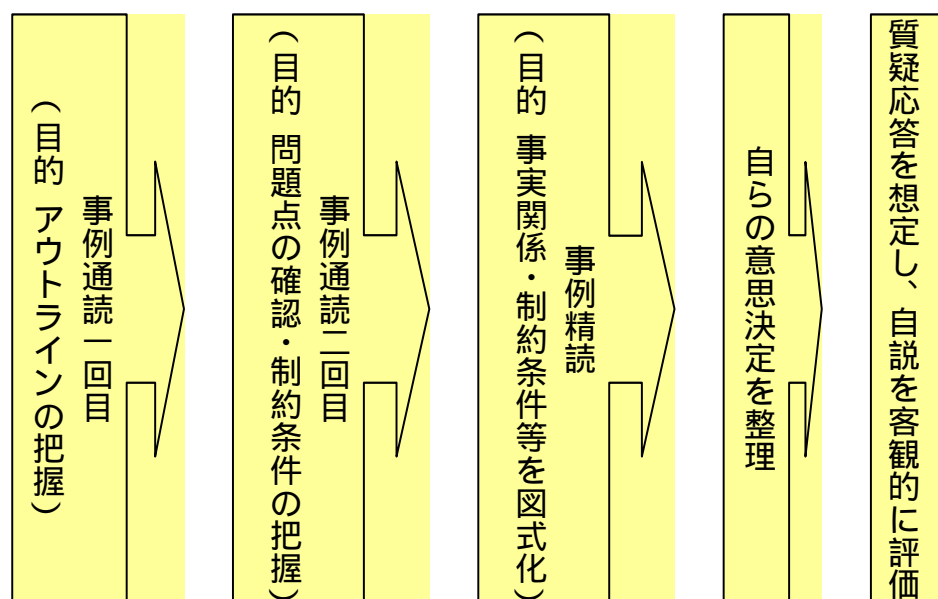 事例通読一回目
(目的 アウトラインの把握)
事例通読二回目
(目的 問題点の確認・制約条件の把握)
事例精読
(目的 事実関係・制約条件等を図式化)
自らの意思決定を整理
質疑応答を想定し、自説を客観的に評価